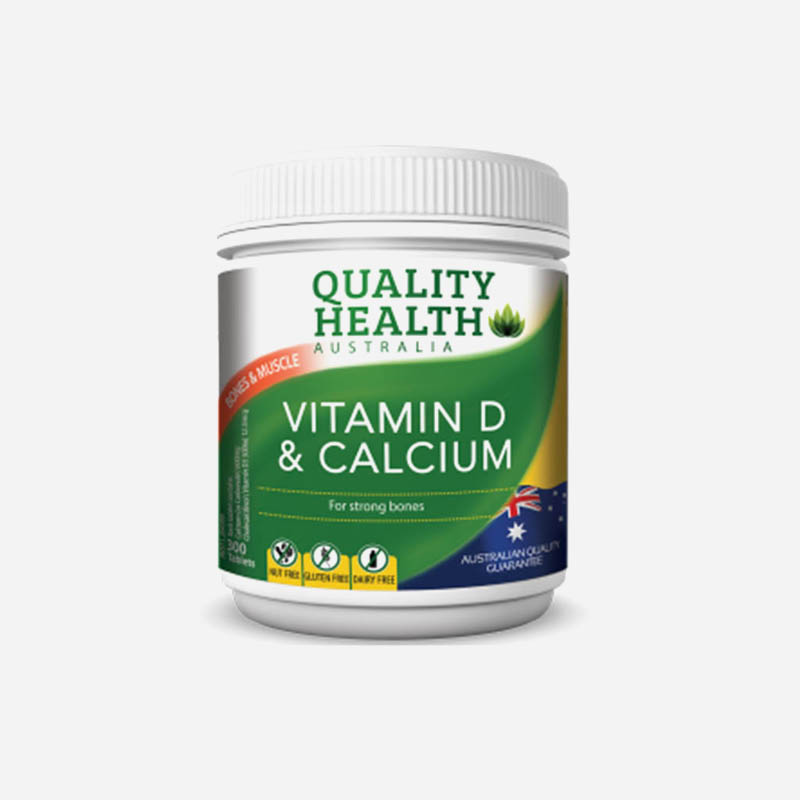 QUALITY
HEALTH
AUSTRALIA
BONES & MUSCLE
VITAMIN D
& CALCIUM
For strong bones
300
Tablets
NUT FREE
GLUTEN FREE
DAIRY FREE
AUSTRALIAN QUALITY
GUARANTEE